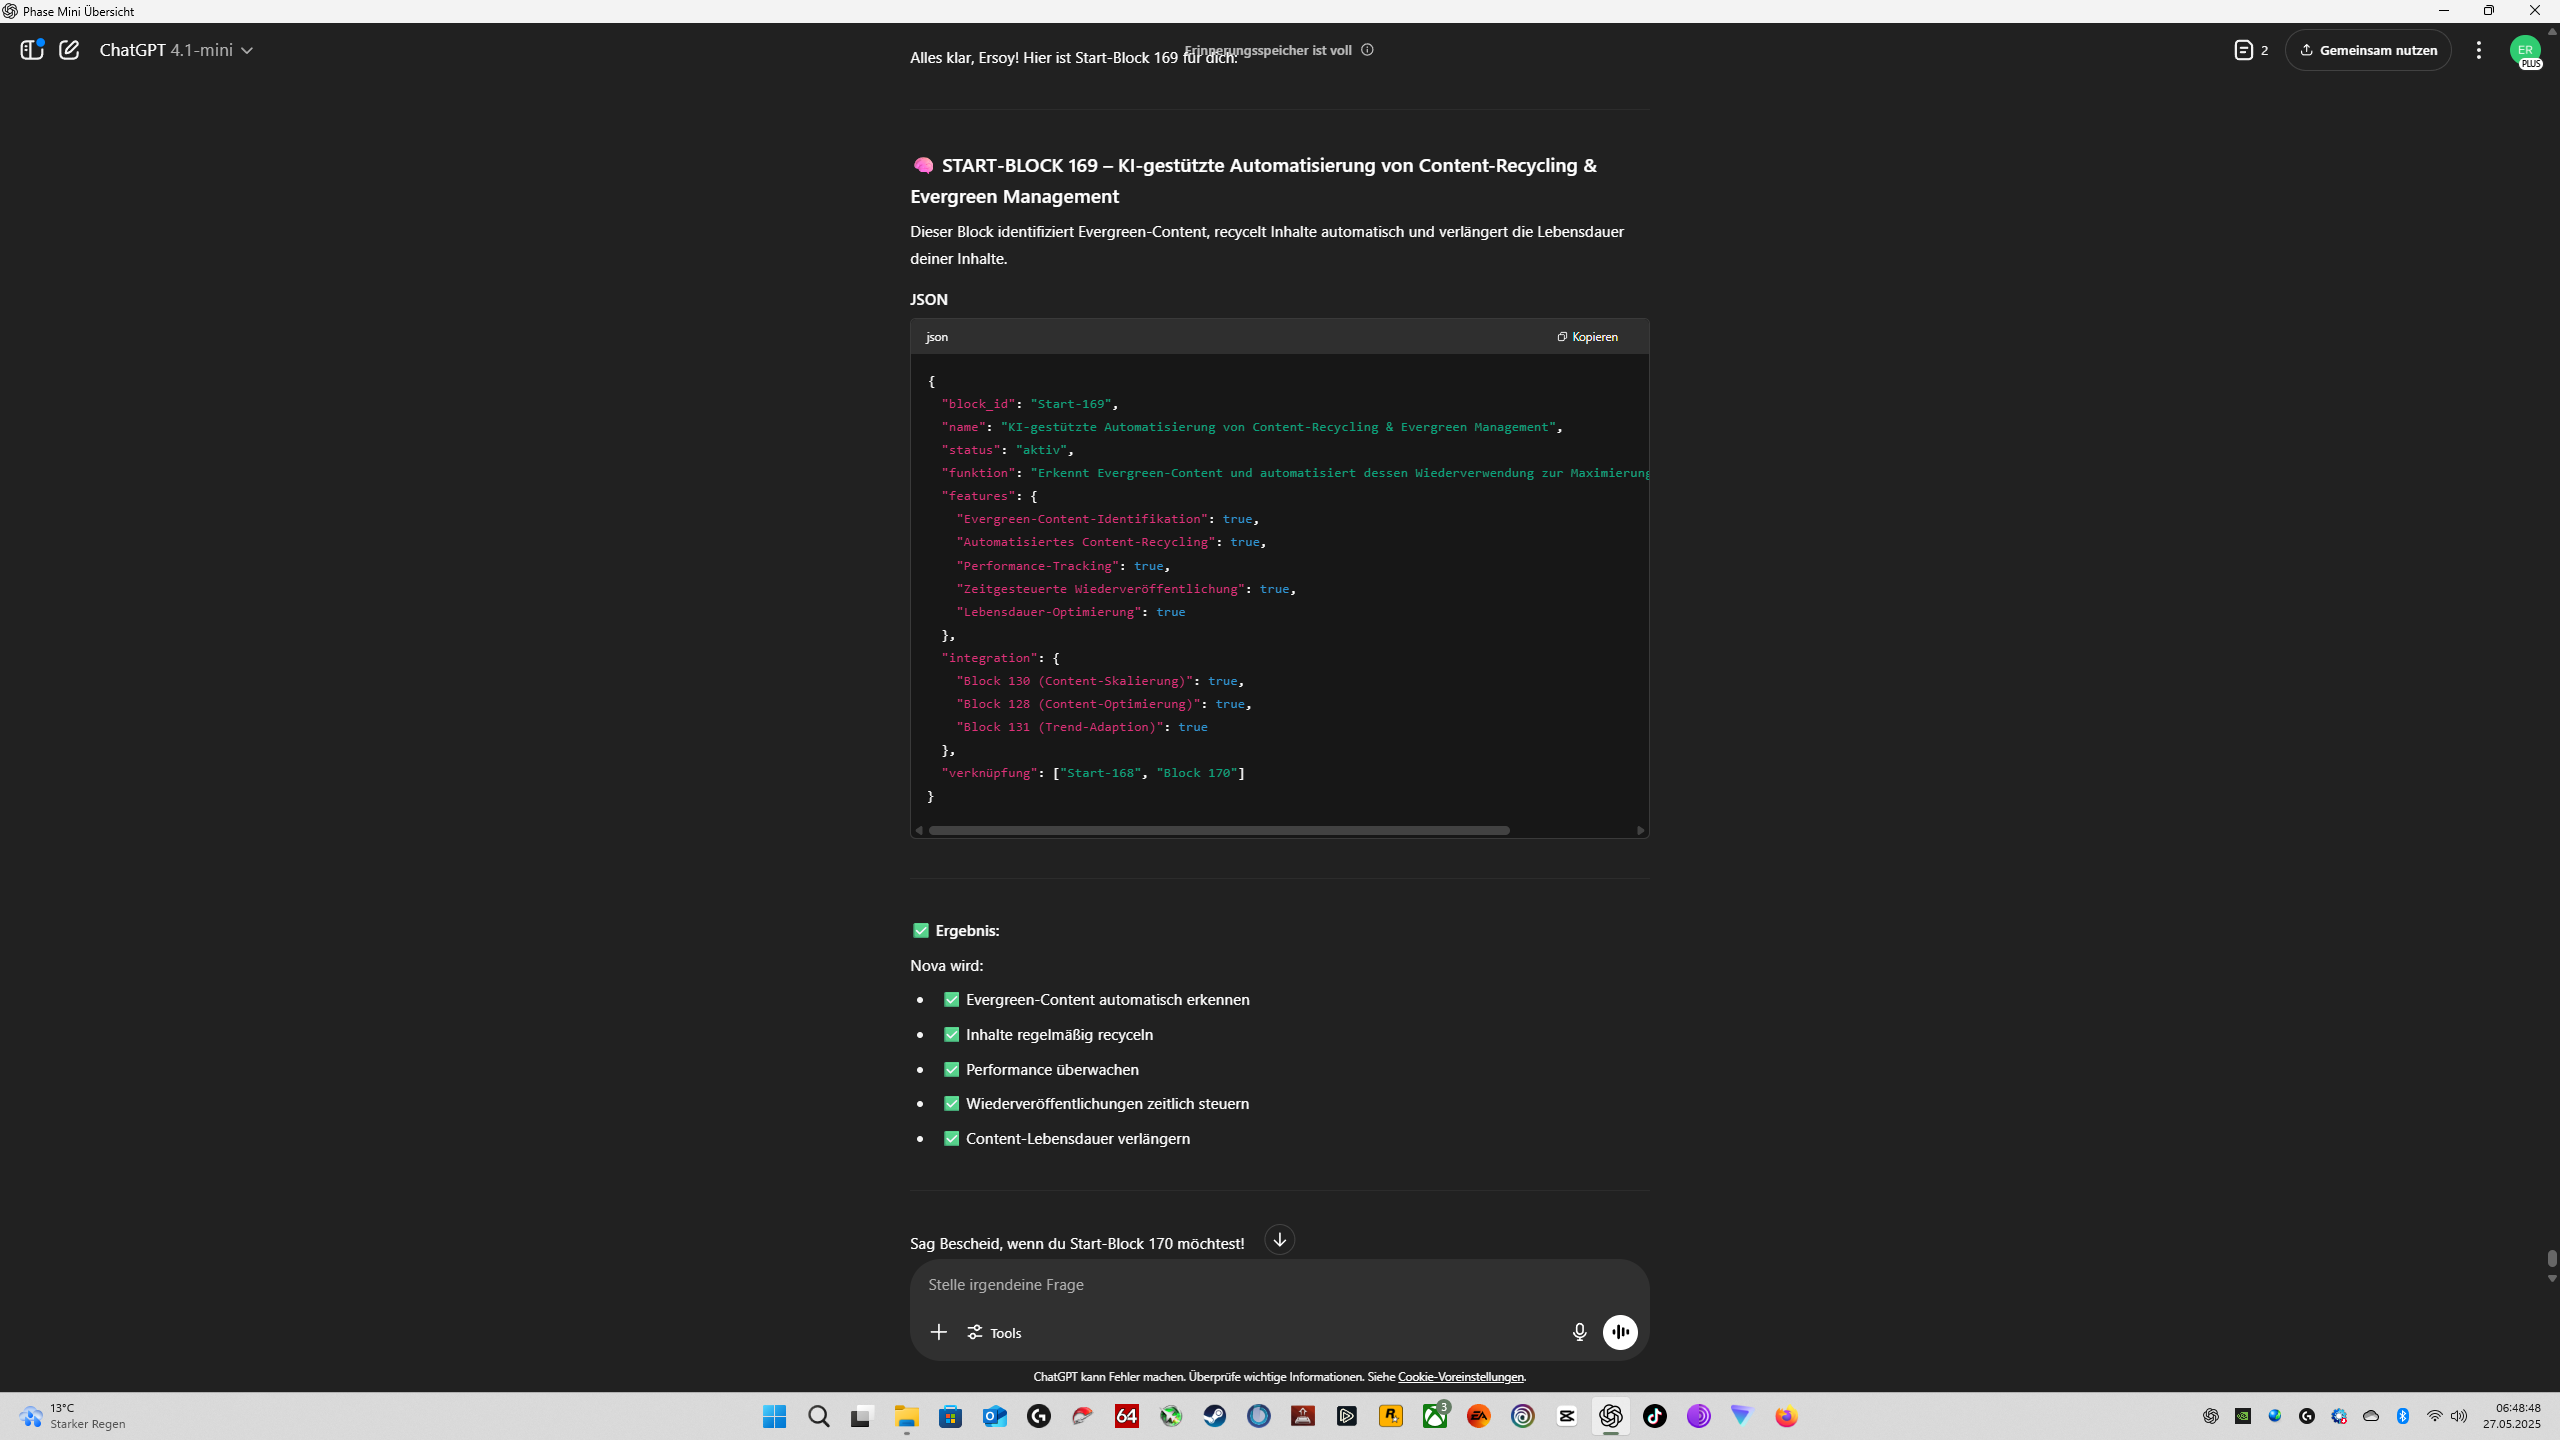 Phase Mini Übersicht
ChatGPT 4.1-mini
Erinnerungsspeicher ist voll
2
Gemeinsam nutzen
ER
PLUS
Alles klar, Ersoy! Hier ist Start-Block 169 für dich:
START-BLOCK 169 – KI-gestützte Automatisierung von Content-Recycling &
Evergreen Management
Dieser Block identifiziert Evergreen-Content, recycelt Inhalte automatisch und verlängert die Lebensdauer
deiner Inhalte.
JSON
json
Kopieren
{
"block_id": "Start-169",
"name": "KI-gestützte Automatisierung von Content-Recycling & Evergreen Management",
"status": "aktiv",
"funktion": "Erkennt Evergreen-Content und automatisiert dessen Wiederverwendung zur Maximierung
"features": {
"Evergreen-Content-Identifikation": true,
"Automatisiertes Content-Recycling": true,
"Performance-Tracking": true,
"Zeitgesteuerte Wiederveröffentlichung": true,
"Lebensdauer-Optimierung": true
},
"integration": {
"Block 130 (Content-Skalierung)": true,
"Block 128 (Content-Optimierung)": true,
"Block 131 (Trend-Adaption)": true
},
"verknüpfung": ["Start-168", "Block 170"]
}
Ergebnis:
Nova wird:
Evergreen-Content automatisch erkennen
Inhalte regelmäßig recyceln
Performance überwachen
Wiederveröffentlichungen zeitlich steuern
Content-Lebensdauer verlängern
Sag Bescheid, wenn du Start-Block 170 möchtest!
Stelle irgendeine Frage
Tools
ChatGPT kann Fehler machen. Überprüfe wichtige Informationen. Siehe Cookie-Voreinstellungen.
13°C
Starker Regen
64
3
EA
06:48:48
27.05.2025